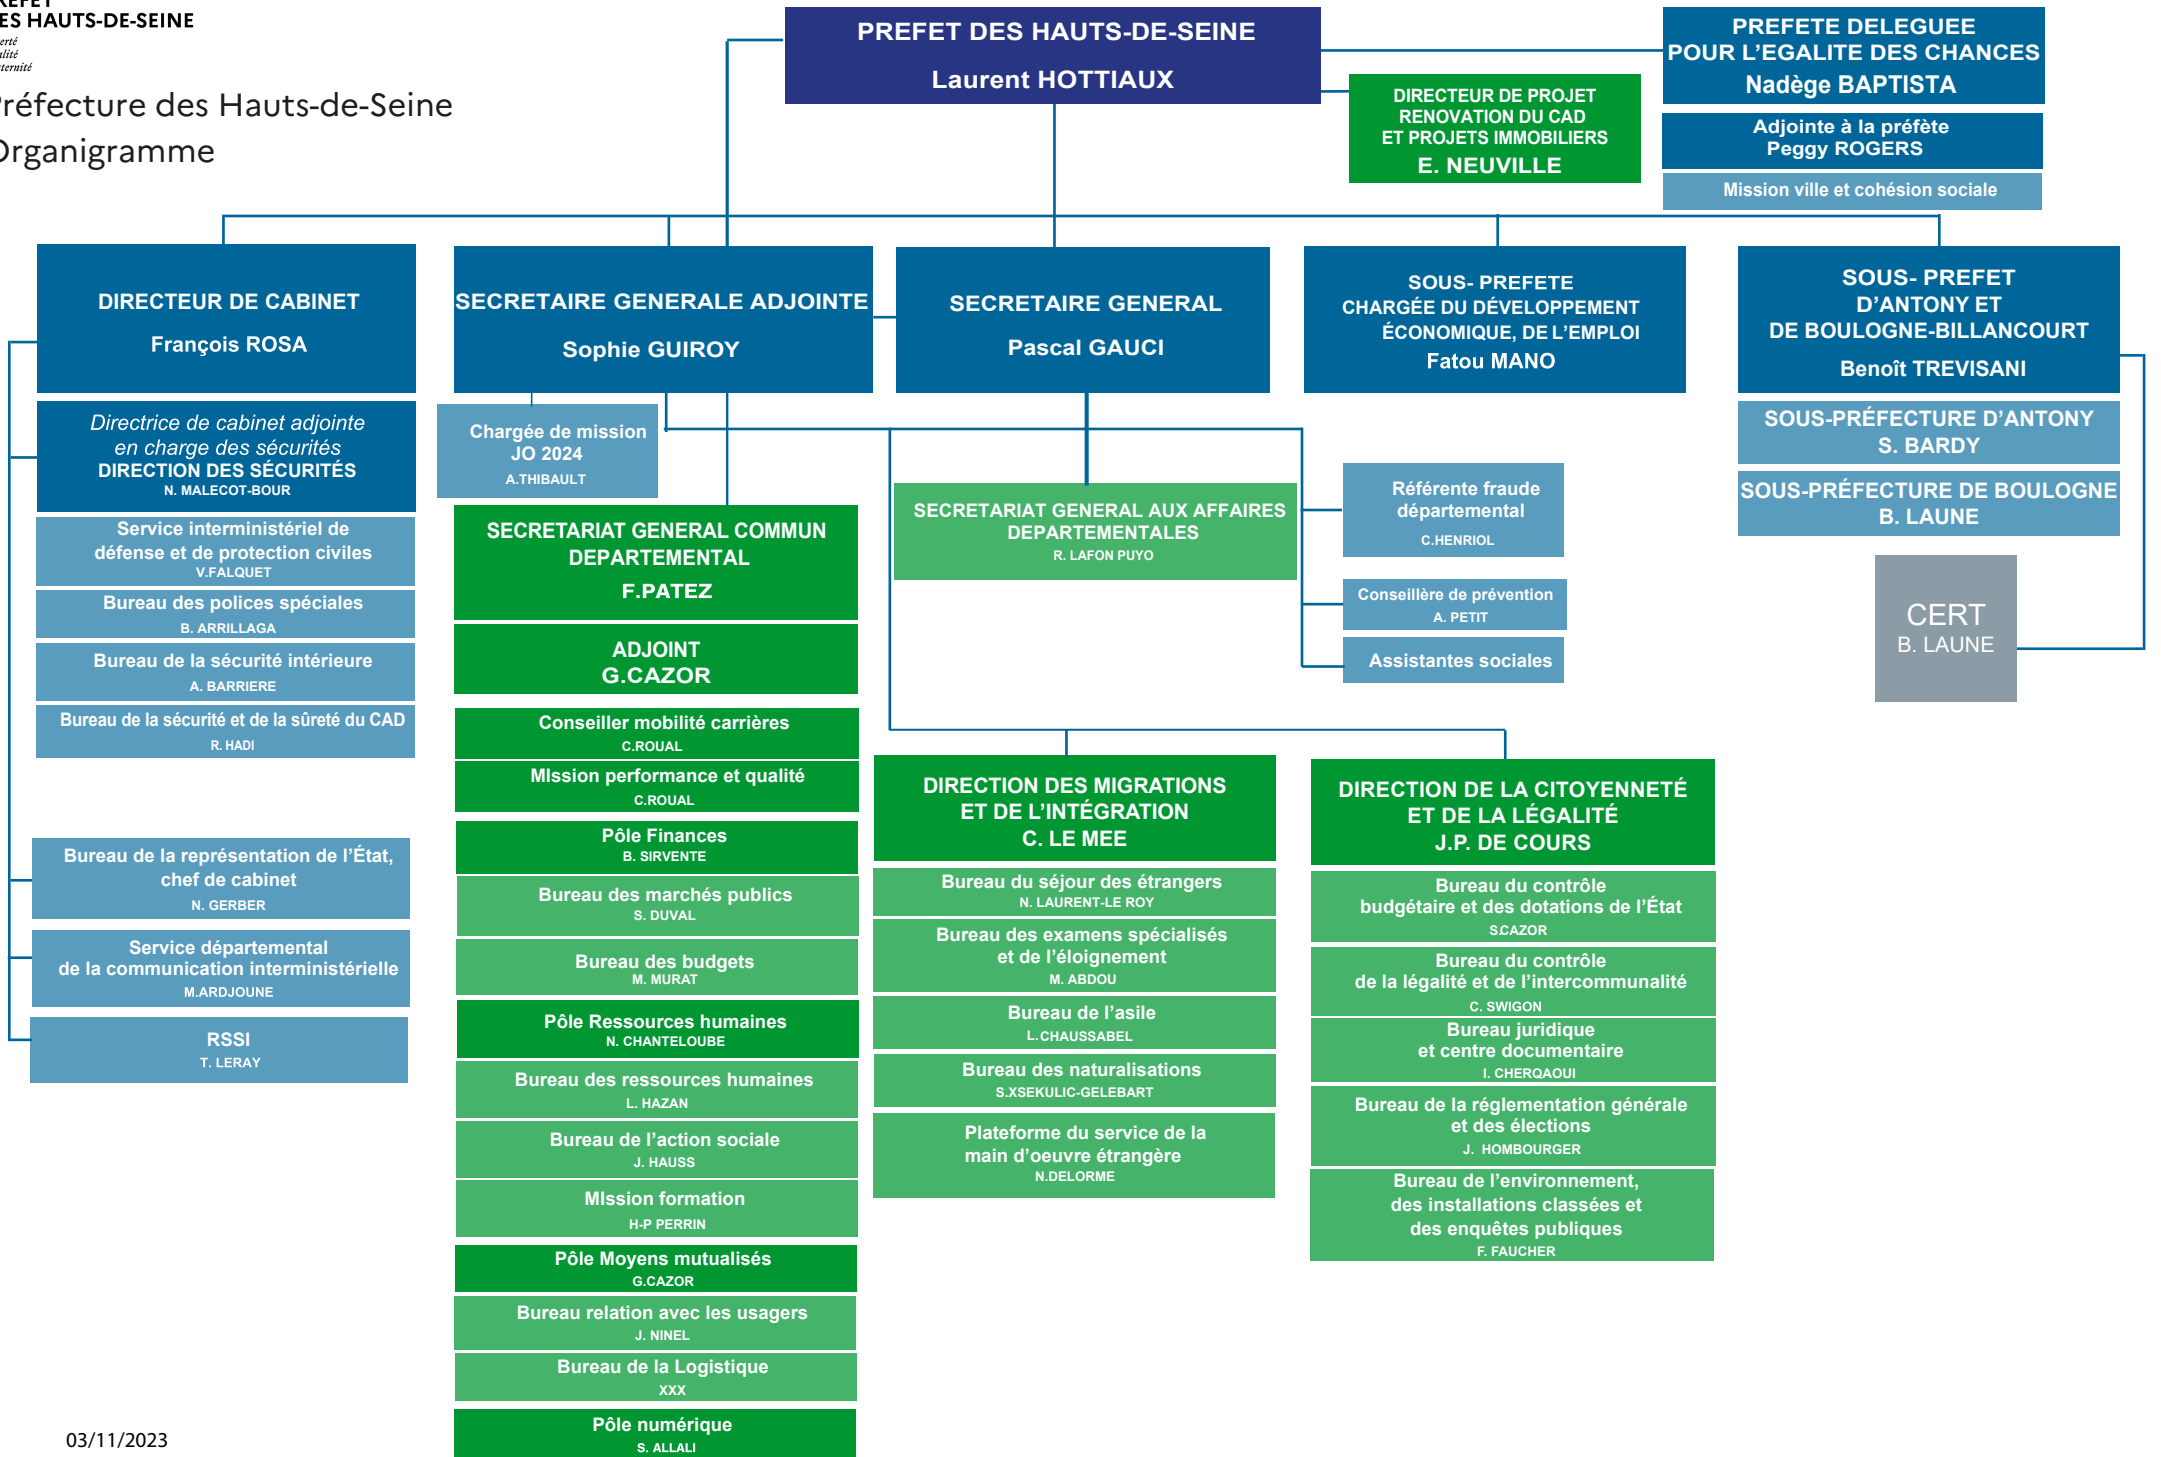 DES HAUTS-DE-SEINE
Préfecture des Hauts-de-Seine
Organigramme
PREFET DES HAUTS-DE-SEINE
Laurent HOTTIAUX
PREFETE DELEGUEE
POUR L'EGALITE DES CHANCES
Nadège BAPTISTA
DIRECTEUR DE PROJET
RENOVATION DU CAD
ET PROJETS IMMOBILIERS
E. NEUVILLE
Adjointe à la préfète
Peggy ROGERS
Mission ville et cohésion sociale
DIRECTEUR DE CABINET
François ROSA
SECRETAIRE GENERALE ADJOINTE
Sophie GUIROY
SECRETAIRE GENERAL
Pascal GAUCI
SOUS- PREFETE
CHARGÉE DU DÉVELOPPEMENT
ÉCONOMIQUE, DE L'EMPLOI
Fatou MANO
SOUS- PREFET
D'ANTONY ET
DE BOULOGNE-BILLANCOURT
Benoît TREVISANI
Directrice de cabinet adjointe
en charge des sécurités
DIRECTION DES SÉCURITÉS
N. MALECOT-BOUR
Service interministériel de
défense et de protection civiles
V.FALQUET
Bureau des polices spéciales
B. ARRILLAGA
Bureau de la sécurité intérieure
A. BARRIERE
Bureau de la sécurité et de la sûreté du CAD
R. HADI
Bureau de la représentation de l'État,
chef de cabinet
N. GERBER
Service départemental
de la communication interministérielle
M.ARDJOUNE
RSSI
T. LERAY
Chargée de mission
JO 2024
A.THIBAULT
SECRETARIAT GENERAL COMMUN
DEPARTEMENTAL
F.PATEZ
ADJOINT
G.CAZOR
Conseiller mobilité carrières
C.ROUAL
MIssion performance et qualité
C.ROUAL
Pôle Finances
B. SIRVENTE
Bureau des marchés publics
S. DUVAL
Bureau des budgets
M. MURAT
Pôle Ressources humaines
N. CHANTELOUBE
Bureau des ressources humaines
L. HAZAN
Bureau de l'action sociale
J. HAUSS
MIssion formation
H-P PERRIN
Pôle Moyens mutualisés
G.CAZOR
Bureau relation avec les usagers
J. NINEL
Bureau de la Logistique
XXX
Pôle numérique
S. ALLALI
SECRETARIAT GENERAL AUX AFFAIRES
DEPARTEMENTALES
R. LAFON PUYO
Référente fraude
départemental
C.HENRIOL
Conseillère de prévention
A. PETIT
Assistantes sociales
SOUS-PRÉFECTURE D'ANTONY
S. BARDY
SOUS-PRÉFECTURE DE BOULOGNE
B. LAUNE
CERT
B. LAUNE
DIRECTION DES MIGRATIONS
ET DE L'INTÉGRATION
C. LE MEE
Bureau du séjour des étrangers
N. LAURENT-LE ROY
Bureau des examens spécialisés
et de l'éloignement
M. ABDOU
Bureau de l'asile
L.CHAUSSABEL
Bureau des naturalisations
S.XSEKULIC-GELEBART
Plateforme du service de la
main d'oeuvre étrangère
N.DELORME
DIRECTION DE LA CITOYENNETÉ
ET DE LA LÉGALITÉ
J.P. DE COURS
Bureau du contrôle
budgétaire et des dotations de l'État
S.CAZOR
Bureau du contrôle
de la légalité et de l'intercommunalité
C. SWIGON
Bureau juridique
et centre documentaire
I. CHERQAOUI
Bureau de la réglementation générale
et des élections
J. HOMBOURGER
Bureau de l'environnement,
des installations classées et
des enquêtes publiques
F. FAUCHER
03/11/2023